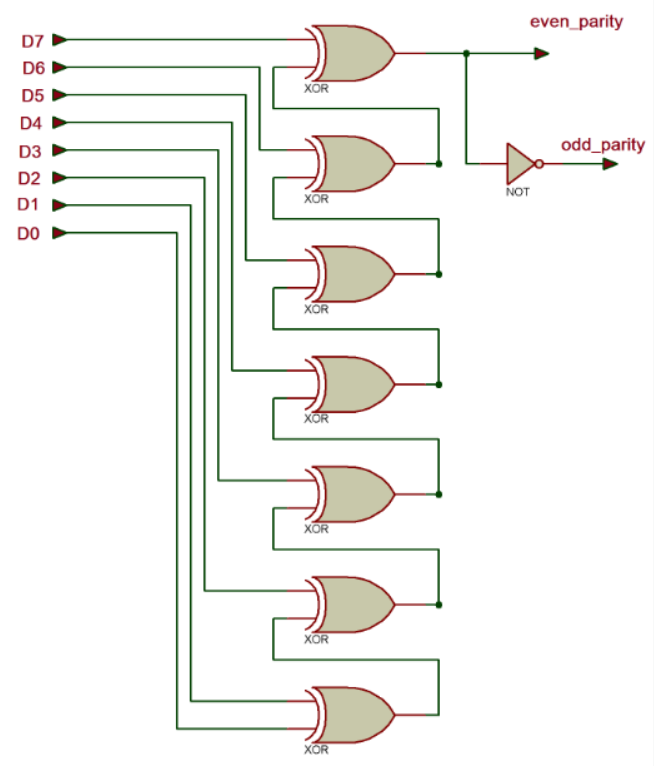 even_parity
D7
D6
XOR
D5
D4
odd_parity
D3
D2
NOT
XOR
D1
D0
XOR
XOR
XOR
XOR
XOR